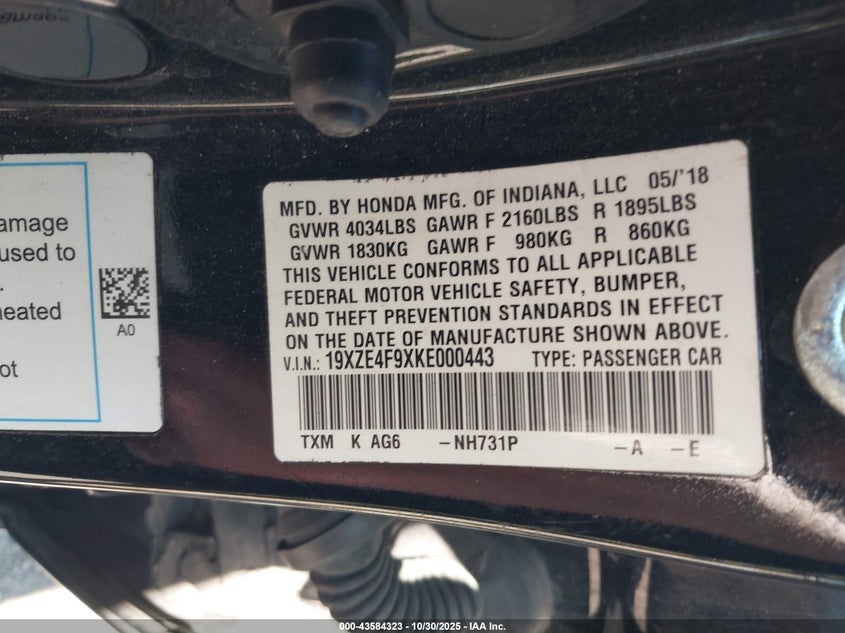 amage
used to
.
heated
ot
A0
MFD. BY HONDA MFG. OF INDIANA, LLC 05/'18
GVWR 4034LBS GAWR F 2160LBS R 1895LBS
GVWR 1830KG GAWR F 980KG R 860KG
THIS VEHICLE CONFORMS TO ALL APPLICABLE
FEDERAL MOTOR VEHICLE SAFETY, BUMPER,
AND THEFT PREVENTION STANDARDS IN EFFECT
ON THE DATE OF MANUFACTURE SHOWN ABOVE.
V.I.N.: 19XZE4F9XKE000443 TYPE: PASSENGER CAR
TXM K AG6 -NH731P -A -E
000-43584323 | 10/30/2025 - IAA Inc.